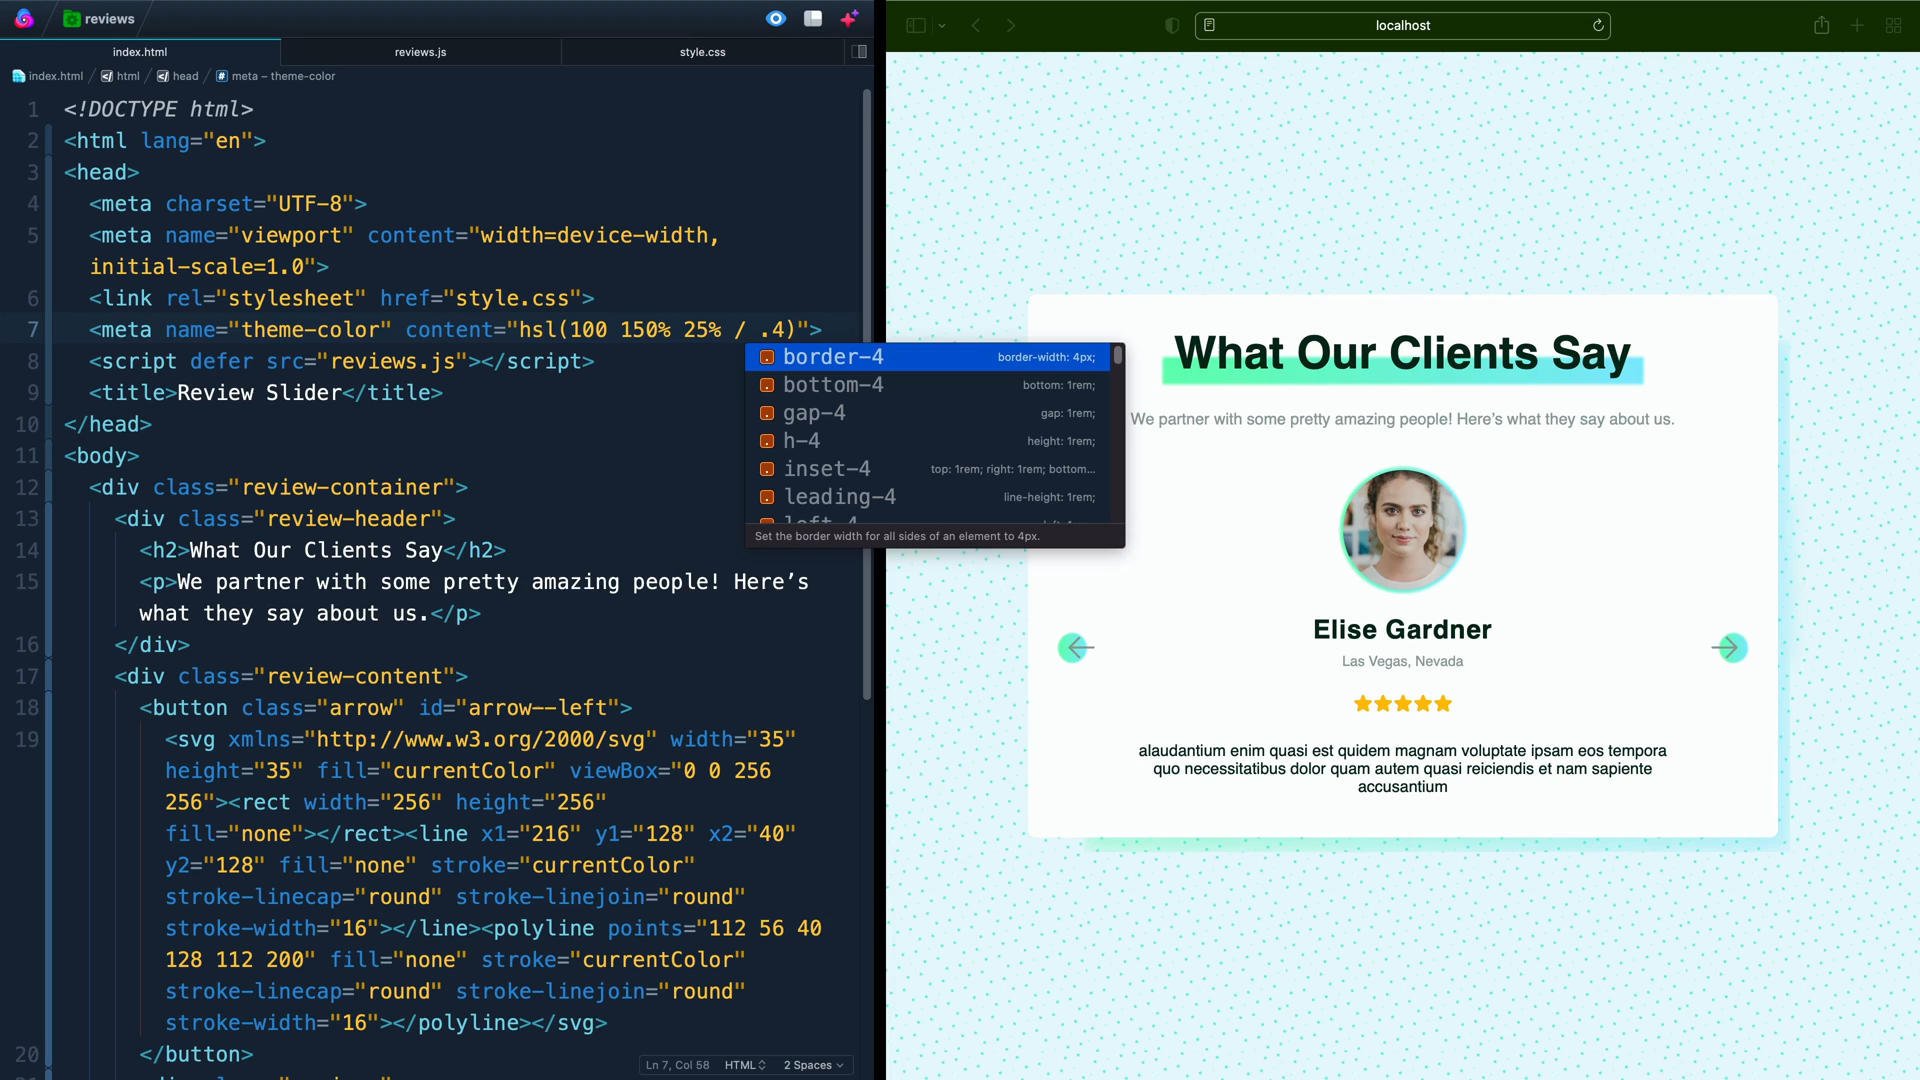 reviews
index.html
reviews.js
style.css
index.html
html
head
meta – theme-color
1 <!DOCTYPE html>
2 <html lang="en">
3 <head>
4 <meta charset="UTF-8">
5 <meta name="viewport" content="width=device-width,
initial-scale=1.0">
6 <link rel="stylesheet" href="style.css">
7 <meta name="theme-color" content="hsl(100 150% 25% / .4)">
8 <script defer src="reviews.js"></script>
9 <title>Review Slider</title>
10 </head>
11 <body>
12 <div class="review-container">
13 <div class="review-header">
14 <h2>What Our Clients Say</h2>
15 <p>We partner with some pretty amazing people! Here’s
what they say about us.</p>
16 </div>
17 <div class="review-content">
18 <button class="arrow" id="arrow--left">
19 <svg xmlns="http://www.w3.org/2000/svg" width="35"
height="35" fill="currentColor" viewBox="0 0 256
256"><rect width="256" height="256"
fill="none"></rect><line x1="216" y1="128" x2="40"
y2="128" fill="none" stroke="currentColor"
stroke-linecap="round" stroke-linejoin="round"
stroke-width="16"></line><polyline points="112 56 40
128 112 200" fill="none" stroke="currentColor"
stroke-linecap="round" stroke-linejoin="round"
stroke-width="16"></polyline></svg>
20 </button>
border-4 border-width: 4px;
bottom-4 bottom: 1rem;
gap-4 gap: 1rem;
h-4 height: 1rem;
inset-4 top: 1rem; right: 1rem; bottom...
leading-4 line-height: 1rem;
left-4
Set the border width for all sides of an element to 4px.
Ln 7, Col 58
HTML
2 Spaces
localhost
What Our Clients Say
We partner with some pretty amazing people! Here’s what they say about us.
Elise Gardner
Las Vegas, Nevada
alaudantium enim quasi est quidem magnam voluptate ipsam eos tempora
quo necessitatibus dolor quam autem quasi reiciendis et nam sapiente
accusantium